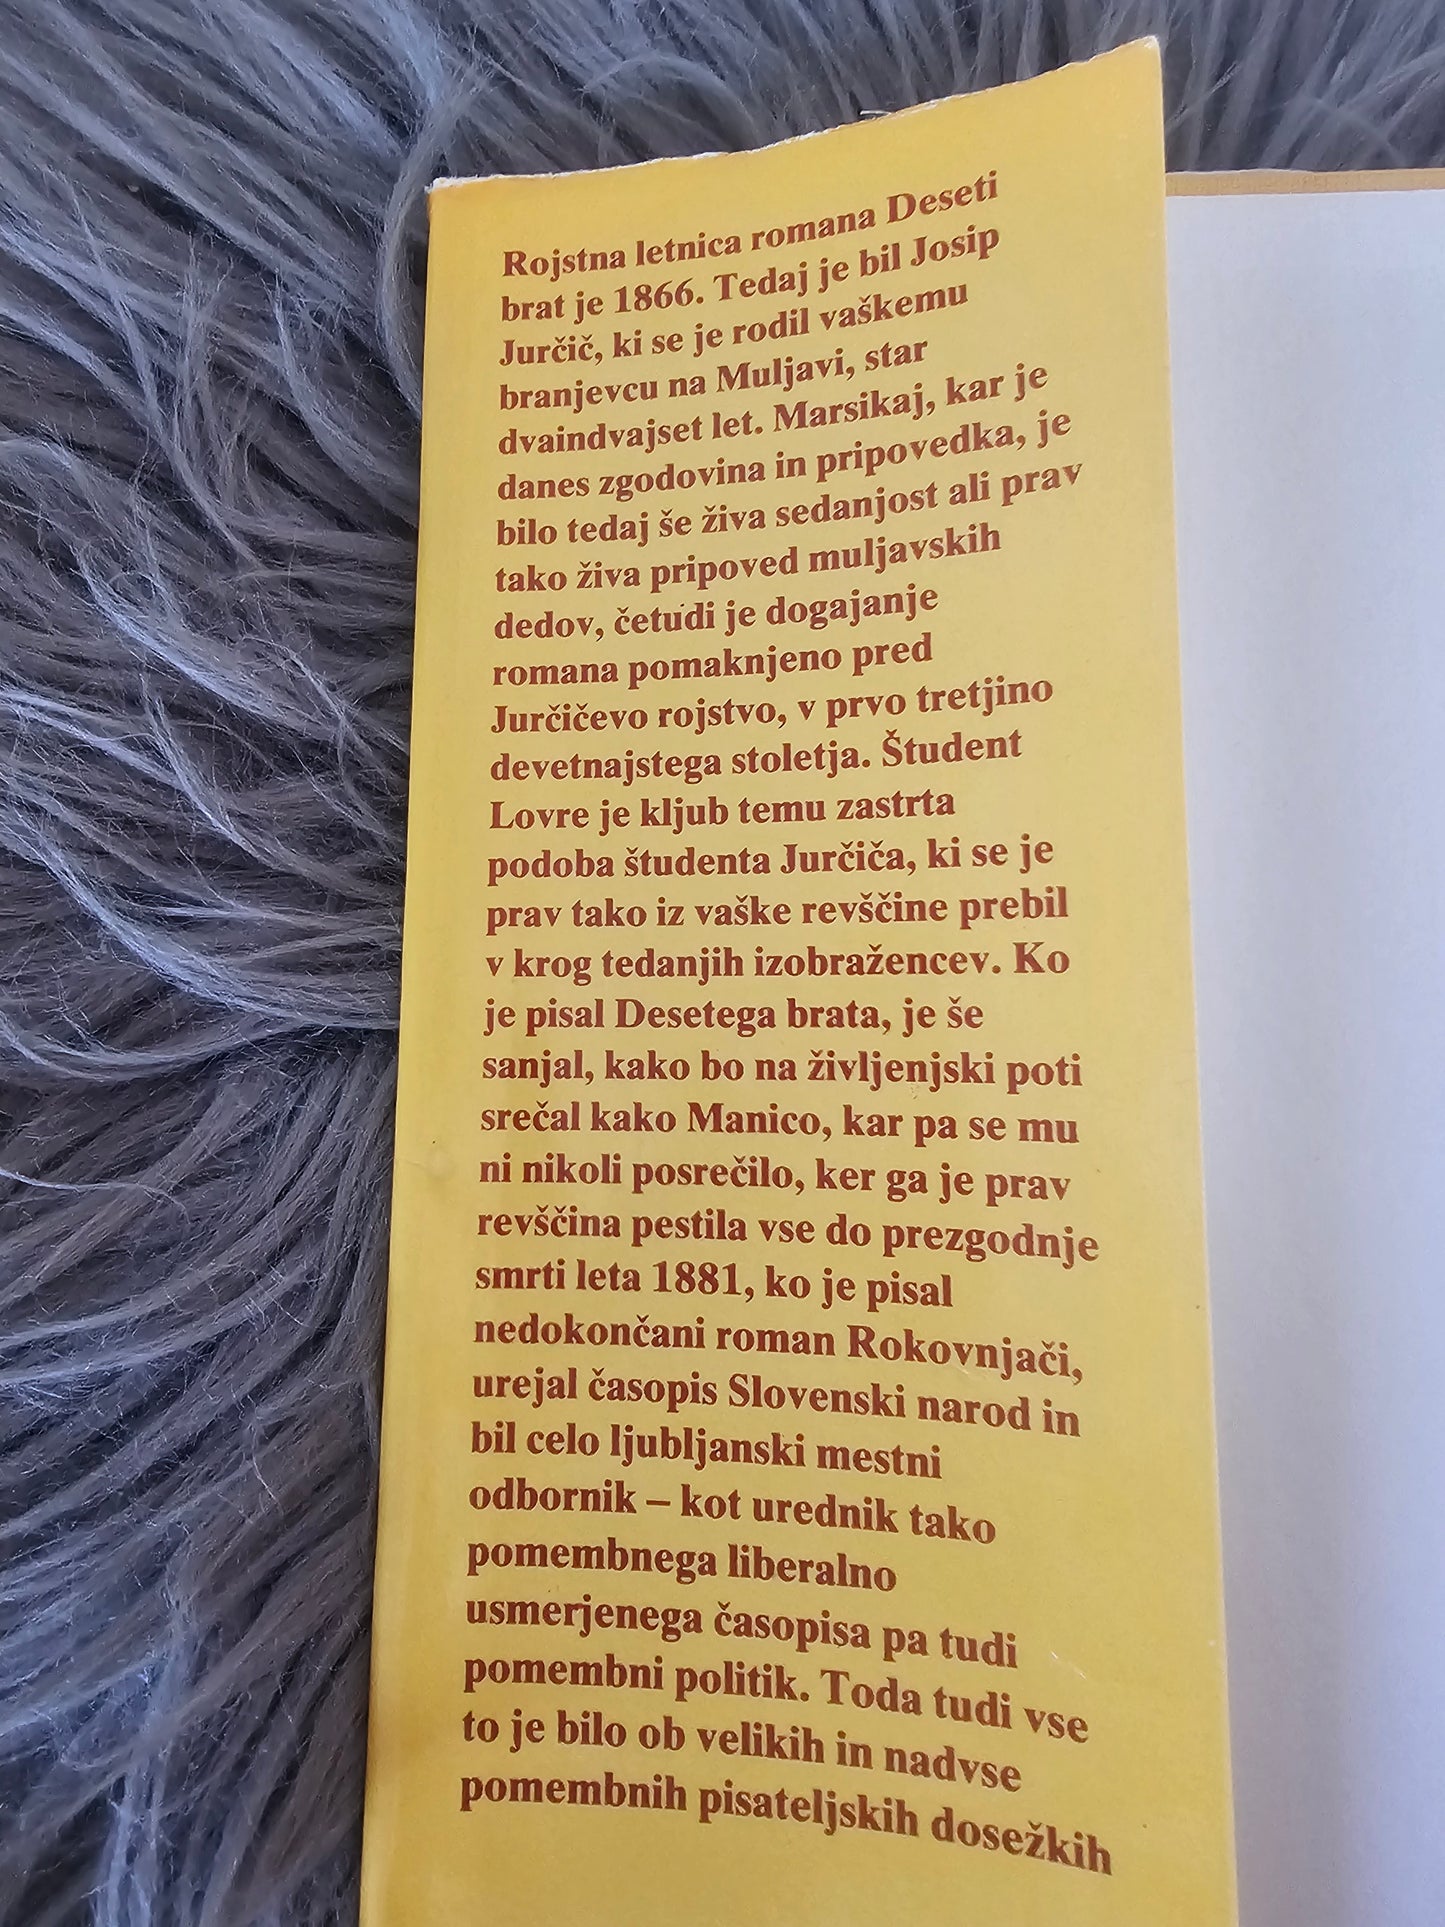 Rojstna letnica romana Deseti
brat je 1866. Tedaj je bil Josip
Jurčič, ki se je rodil vaškemu
branjevcu na Muljavi, star
dvaindvajset let. Marsikaj, kar je
danes zgodovina in pripovedka, je
bilo tedaj še živa sedanjost ali prav
tako živa pripoved muljavskih
dedov, četudi je dogajanje
romana pomaknjeno pred
Jurčičevo rojstvo, v prvo tretjino
devetnajstega stoletja. Študent
Lovre je kljub temu zastrta
podoba študenta Jurčiča, ki se je
prav tako iz vaške revščine prebil
v krog tedanjih izobražencev. Ko
je pisal Desetega brata, je še
sanjal, kako bo na življenjski poti
srečal kako Manico, kar pa se mu
ni nikoli posrečilo, ker ga je prav
revščina pestila vse do prezgodnje
smrti leta 1881, ko je pisal
nedokončani roman Rokovnjači,
urejal časopis Slovenski narod in
bil celo ljubljanski mestni
odbornik – kot urednik tako
pomembnega liberalno
usmerjenega časopisa pa tudi
pomembni politik. Toda tudi vse
to je bilo ob velikih in nadvse
pomembnih pisateljskih dosežkih